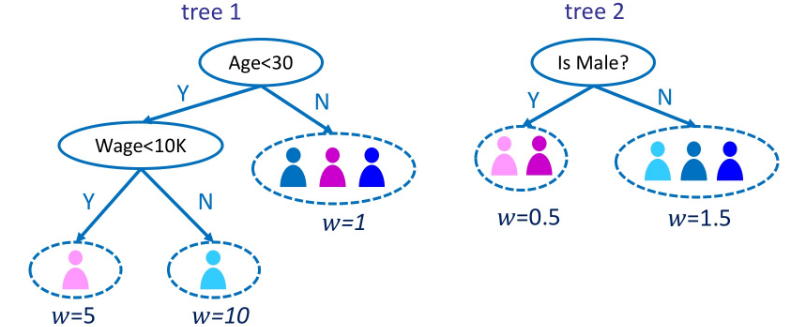 tree 1
Age<30
Y
N
Wage<10K
w=1
Y
N
w=5
w=10
tree 2
Is Male?
Y
N
w=0.5
w=1.5